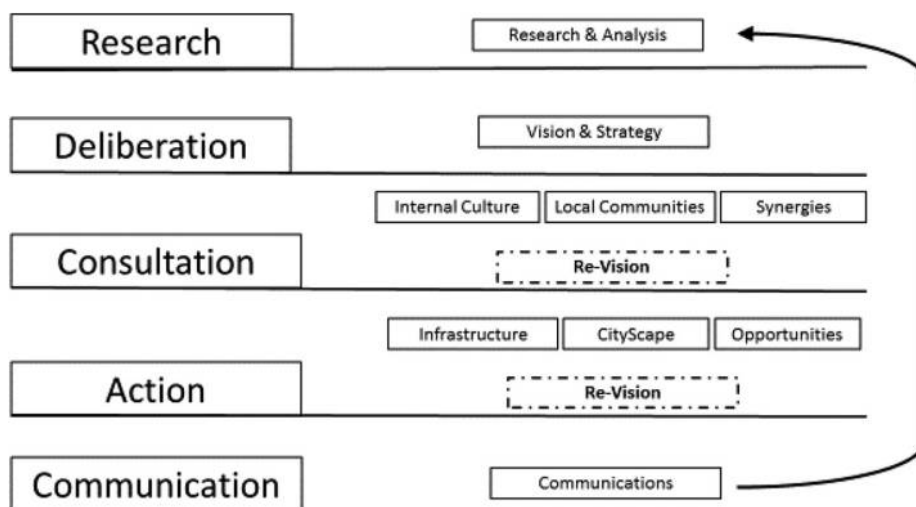 Research
Research & Analysis
Deliberation
Vision & Strategy
Internal Culture
Local Communities
Synergies
Consultation
Re-Vision
Infrastructure
CityScape
Opportunities
Action
Re-Vision
Communication
Communications